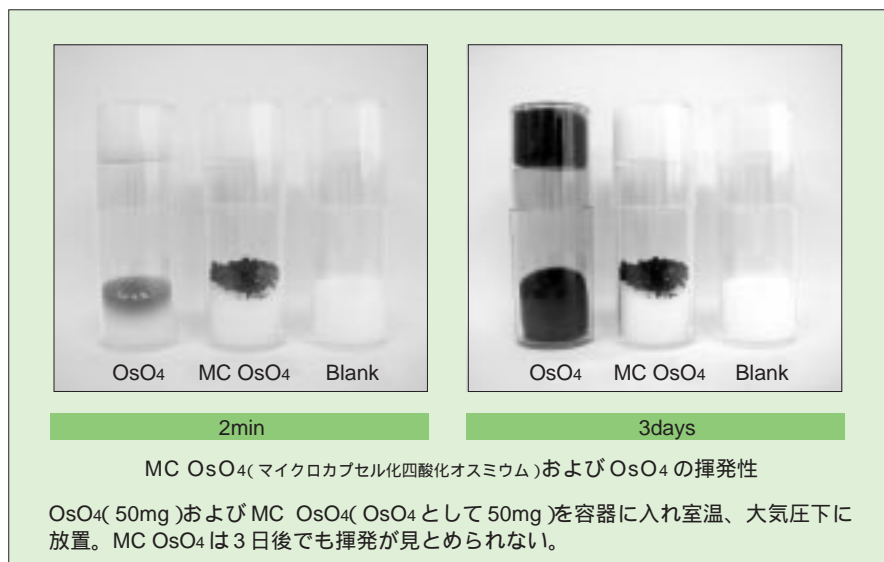 OsO4 MC OsO4 Blank
2min
OsO4 MC OsO4 Blank
3days
MC OsO4(マイクロカプセル化四酸化オスミウム)およびOsO4 の揮発性
OsO4( 50mg )および MC OsO4( OsO4 として 50mg )を容器に入れ室温、大気圧下に
放置。MC OsO4 は 3 日後でも揮発が見とめられない。